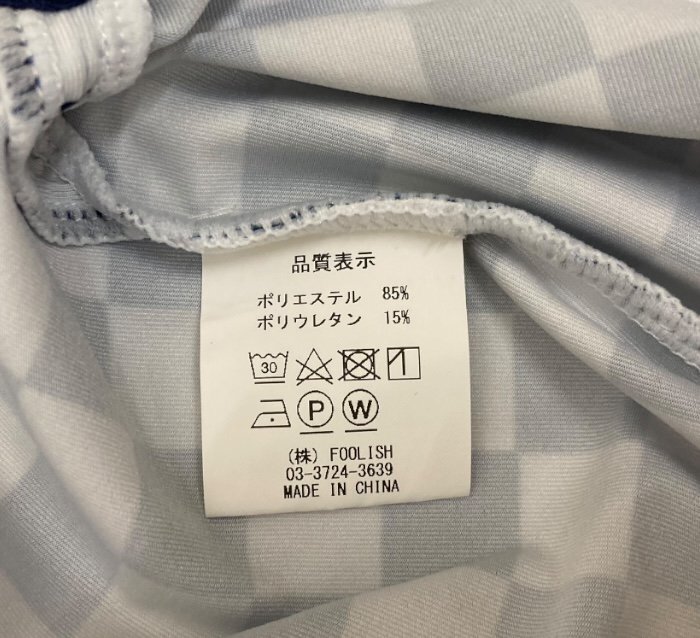 品質表示
ポリエステル 85%
ポリウレタン 15%
30
P W
(株) FOOLISH
03-3724-3639
MADE IN CHINA